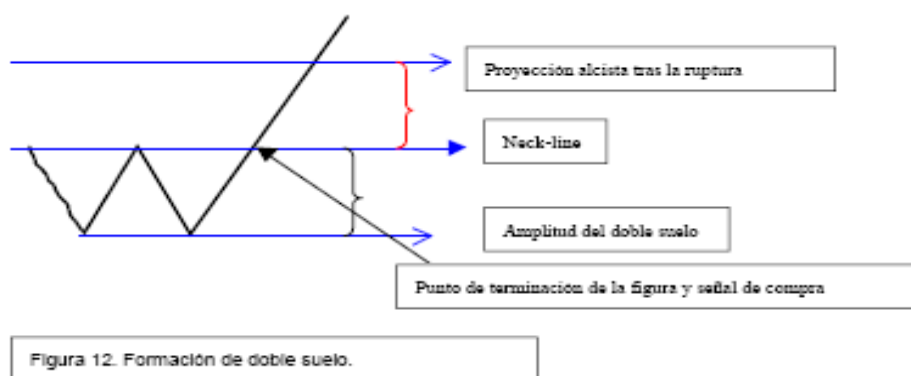 Proyección alcista tras la ruptura
Neck-line
Amplitud del doble suelo
Punto de terminación de la figura y señal de compra
Figura 12. Formación de doble suelo.